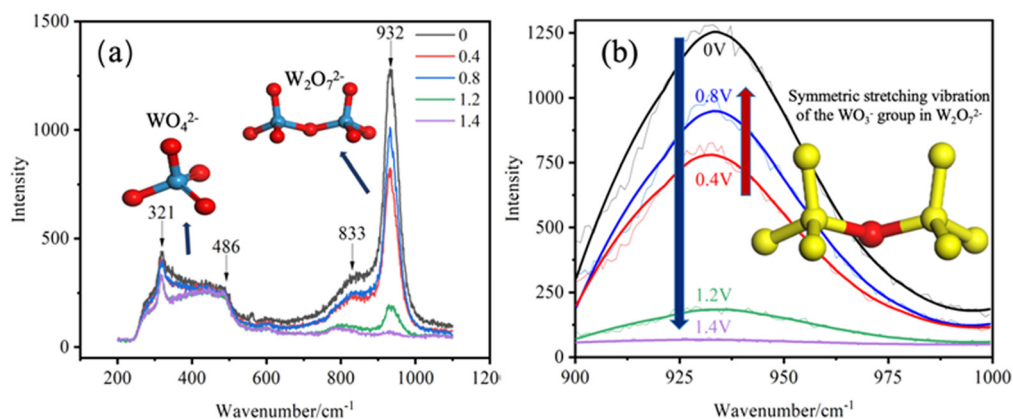 (a)
1500
1000
500
0
Intensity
200
400
600
800
1000
120
Wavenumber/cm⁻¹
932
0
0.4
0.8
1.2
1.4
W₂O₇²⁻
WO₄²⁻
321
486
833
(b)
1250
1000
750
500
250
0
Intensity
900
925
950
975
1000
Wavenumber/cm⁻¹
0V
0.8V
0.4V
1.2V
1.4V
Symmetric stretching vibration
of the WO₃⁻ group in W₂O₇²⁻